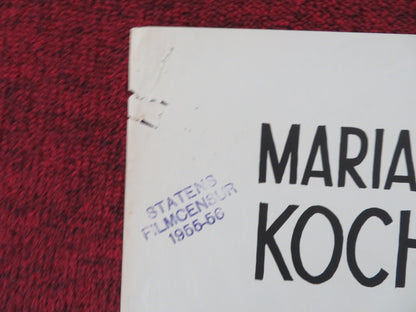 MARIA
KOCH
STATENS
FILMCENSUR
1955-56